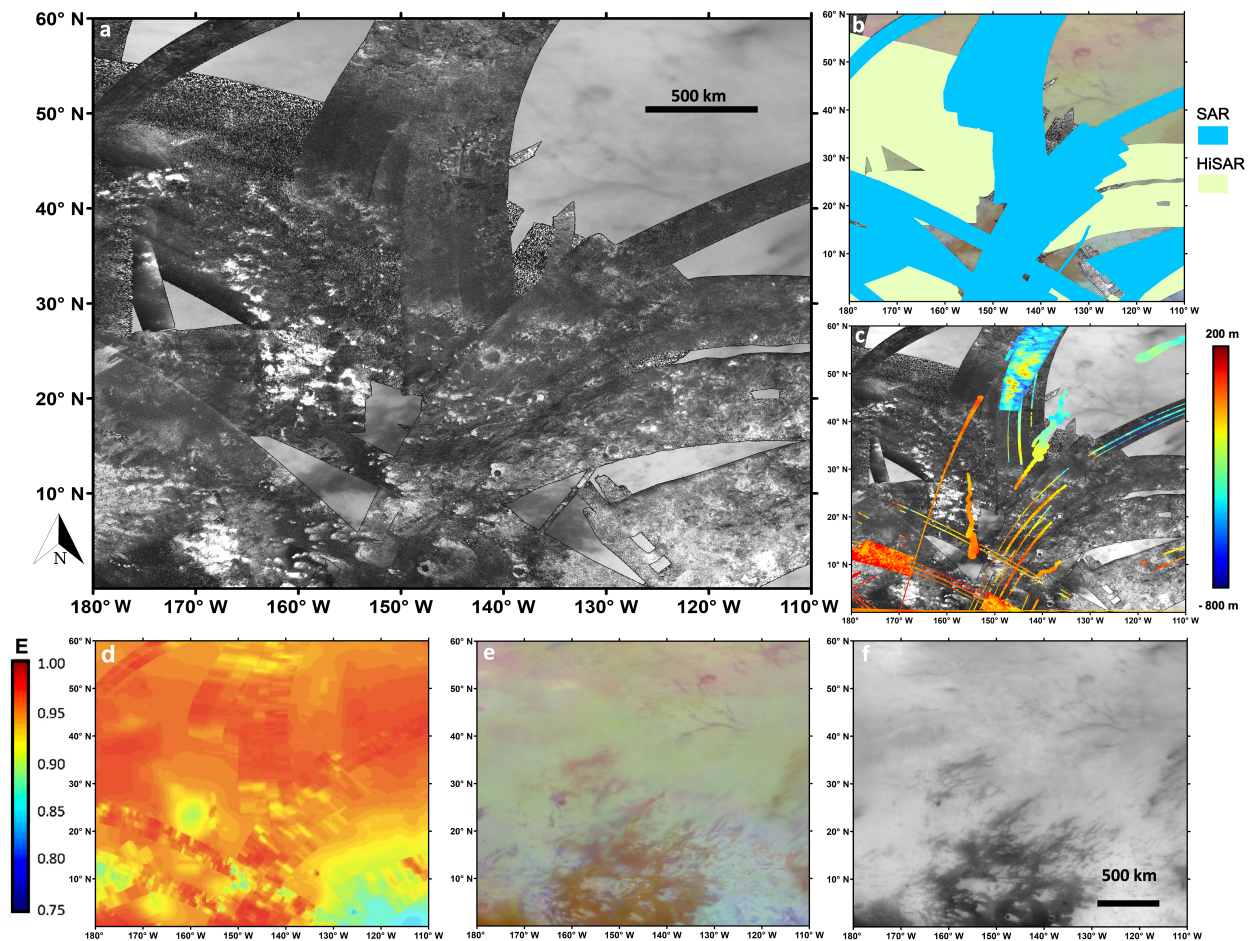 a
60° N
50° N
40° N
30° N
20° N
10° N
500 km
N
180° W
170° W
160° W
150° W
140° W
130° W
120° W
110° W
b
60° N
50° N
40° N
30° N
20° N
10° N
180° W
170° W
160° W
150° W
140° W
130° W
120° W
110° W
SAR
HiSAR
c
60° N
50° N
40° N
30° N
20° N
10° N
180° W
170° W
160° W
150° W
140° W
130° W
120° W
110° W
200 m
- 800 m
E
1.00
0.95
0.90
0.85
0.80
0.75
d
60° N
50° N
40° N
30° N
20° N
10° N
180°
170° W
160° W
150° W
140° W
130° W
120° W
110° W
e
60° N
50° N
40° N
30° N
20° N
10° N
180°
170° W
160° W
150° W
140° W
130° W
120° W
110° W
f
60° N
50° N
40° N
30° N
20° N
10° N
500 km
180°
170° W
160° W
150° W
140° W
130° W
120° W
110° W